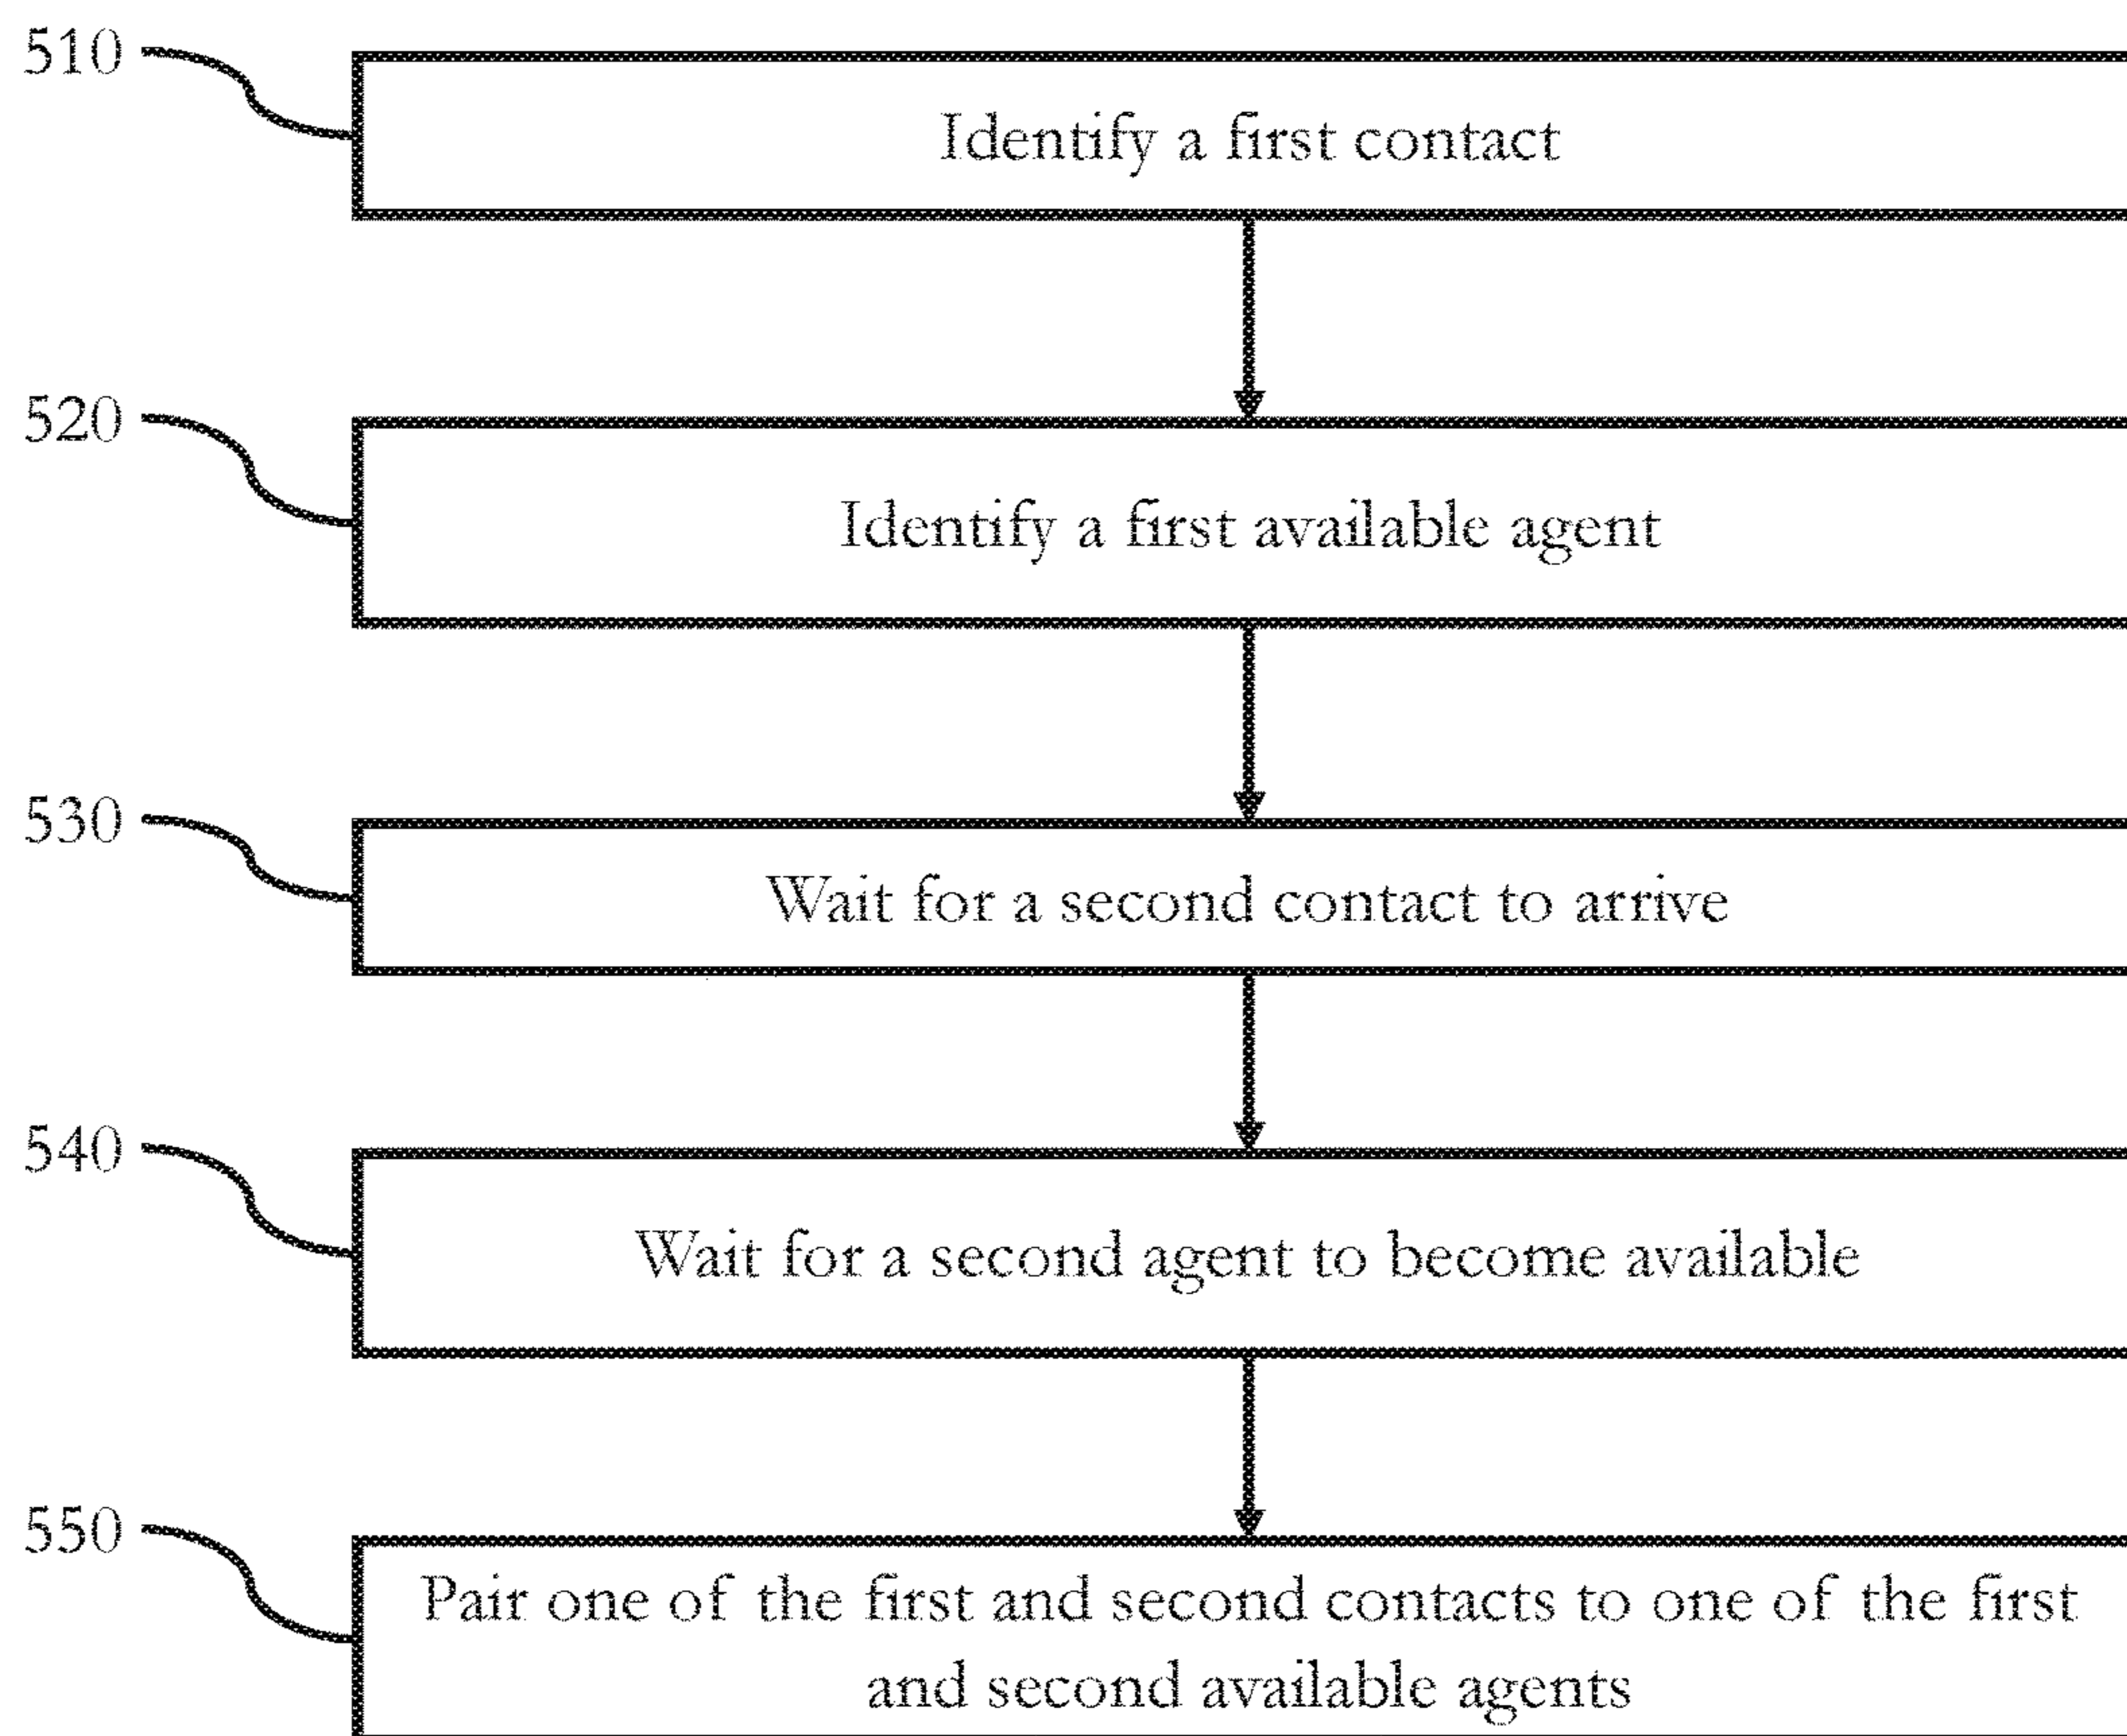 510
Identify a first contact
520
Identify a first available agent
530
Wait for a second contact to arrive
540
Wait for a second agent to become available
550
Pair one of the first and second contacts to one of the first
and second available agents